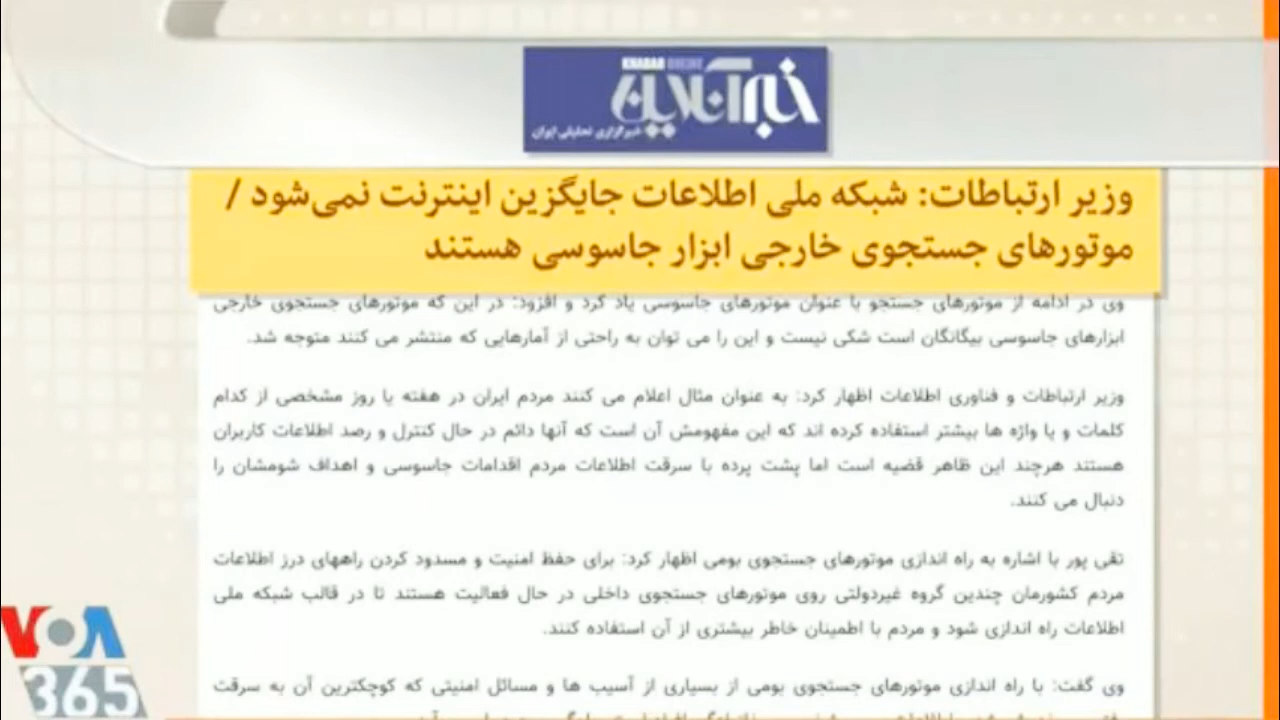 KHABAR ONLINE
خبرآنلاین
خبرگزاری تحلیلی ایران
وزیر ارتباطات: شبکه ملی اطلاعات جایگزین اینترنت نمی‌شود /
موتورهای جستجوی خارجی ابزار جاسوسی هستند
وی در ادامه از موتورهای جستجو با عنوان موتورهای جاسوسی یاد کرد و افزود: در این که موتورهای جستجوی خارجی
ابزارهای جاسوسی بیگانگان است شکی نیست و این را می توان به راحتی از آمارهایی که منتشر می کنند متوجه شد.
وزیر ارتباطات و فناوری اطلاعات اظهار کرد: به عنوان مثال اعلام می کنند مردم ایران در هفته یا روز مشخصی از کدام
کلمات و یا واژه ها بیشتر استفاده کرده اند که این مفهومش آن است که آنها دائم در حال کنترل و رصد اطلاعات کاربران
هستند هرچند این ظاهر قضیه است اما پشت پرده با سرقت اطلاعات مردم اقدامات جاسوسی و اهداف شومشان را
دنبال می کنند.
تقی پور با اشاره به راه اندازی موتورهای جستجوی بومی اظهار کرد: برای حفظ امنیت و مسدود کردن راههای درز اطلاعات
مردم کشورمان چندین گروه غیردولتی روی موتورهای جستجوی داخلی در حال فعالیت هستند تا در قالب شبکه ملی
اطلاعات راه اندازی شود و مردم با اطمینان خاطر بیشتری از آن استفاده کنند.
وی گفت: با راه اندازی موتورهای جستجوی بومی از بسیاری از آسیب ها و مسائل امنیتی که کوچکترین آن به سرقت
VOA
365